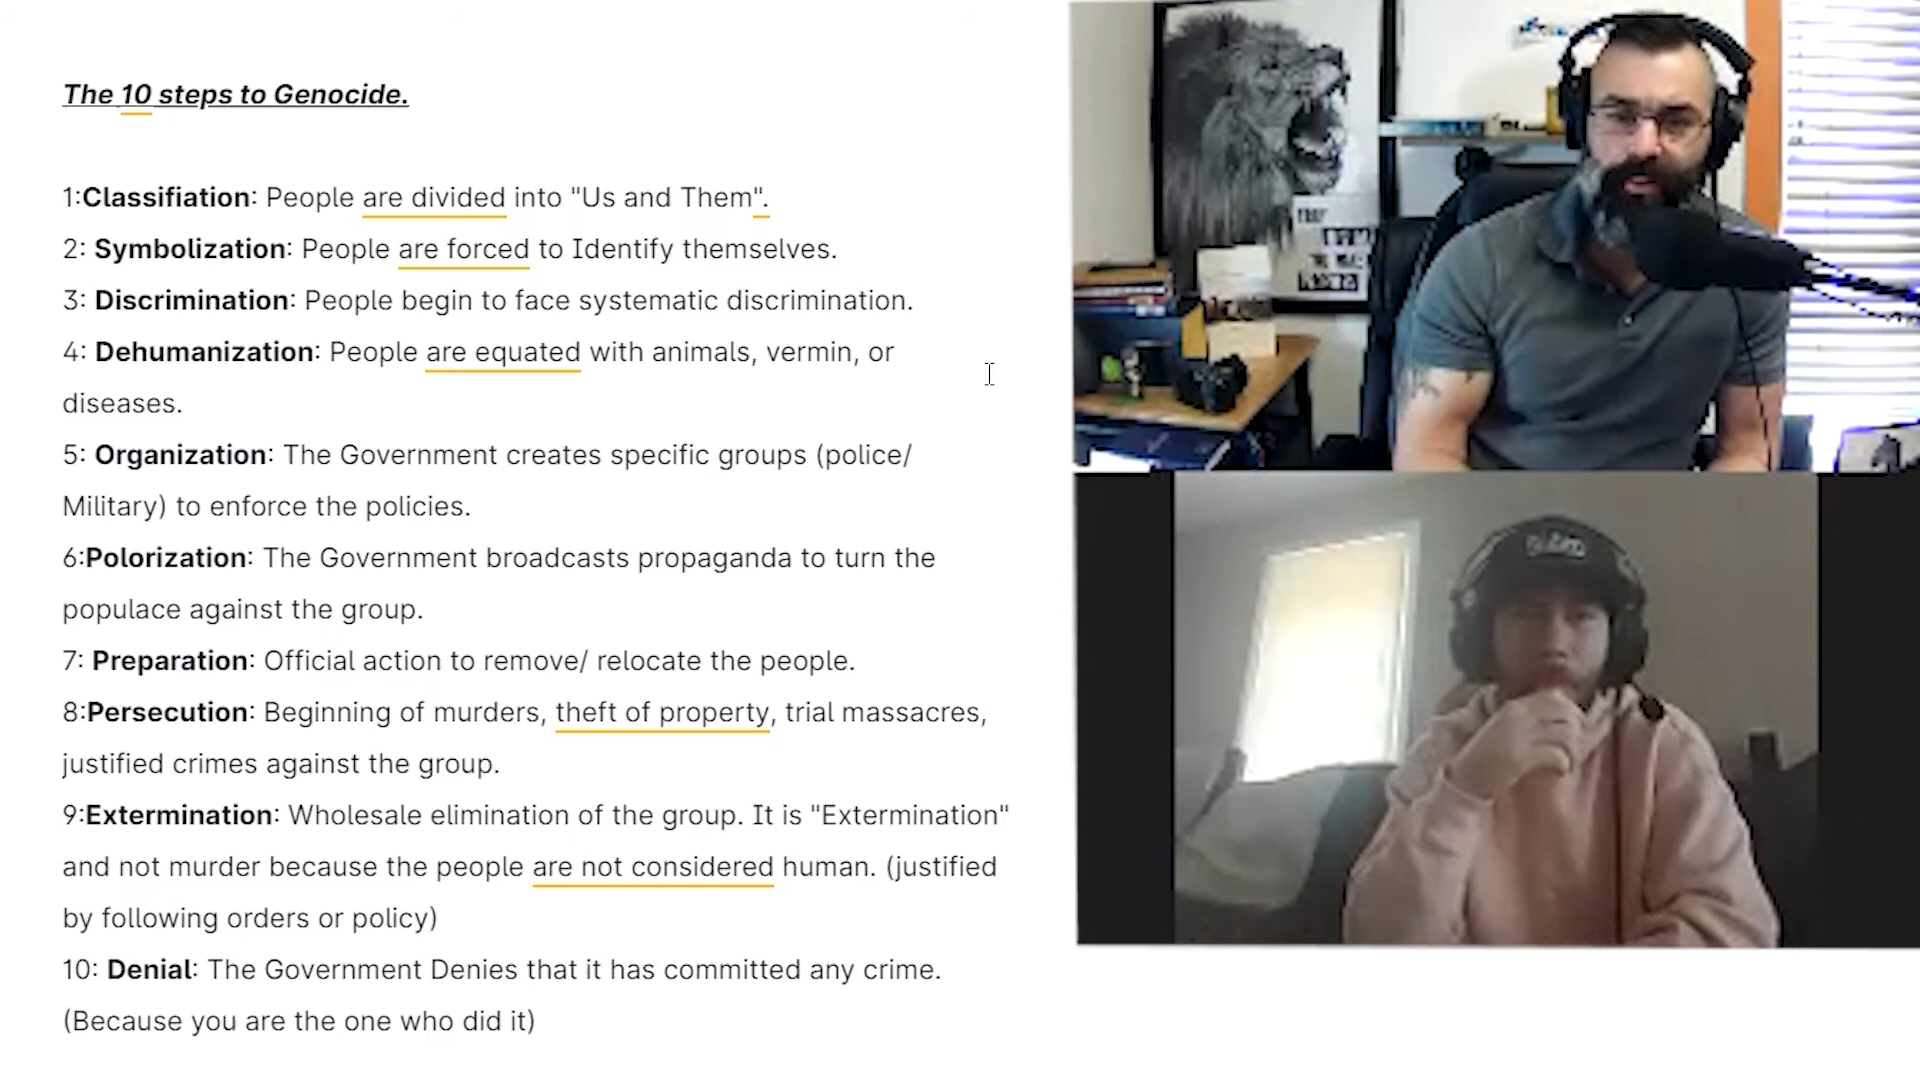 The 10 steps to Genocide.
1:Classifiation: People are divided into "Us and Them".
2: Symbolization: People are forced to Identify themselves.
3: Discrimination: People begin to face systematic discrimination.
4: Dehumanization: People are equated with animals, vermin, or
diseases.
5: Organization: The Government creates specific groups (police/
Military) to enforce the policies.
6:Polorization: The Government broadcasts propaganda to turn the
populace against the group.
7: Preparation: Official action to remove/ relocate the people.
8:Persecution: Beginning of murders, theft of property, trial massacres,
justified crimes against the group.
9:Extermination: Wholesale elimination of the group. It is "Extermination"
and not murder because the people are not considered human. (justified
by following orders or policy)
10: Denial: The Government Denies that it has committed any crime.
(Because you are the one who did it)